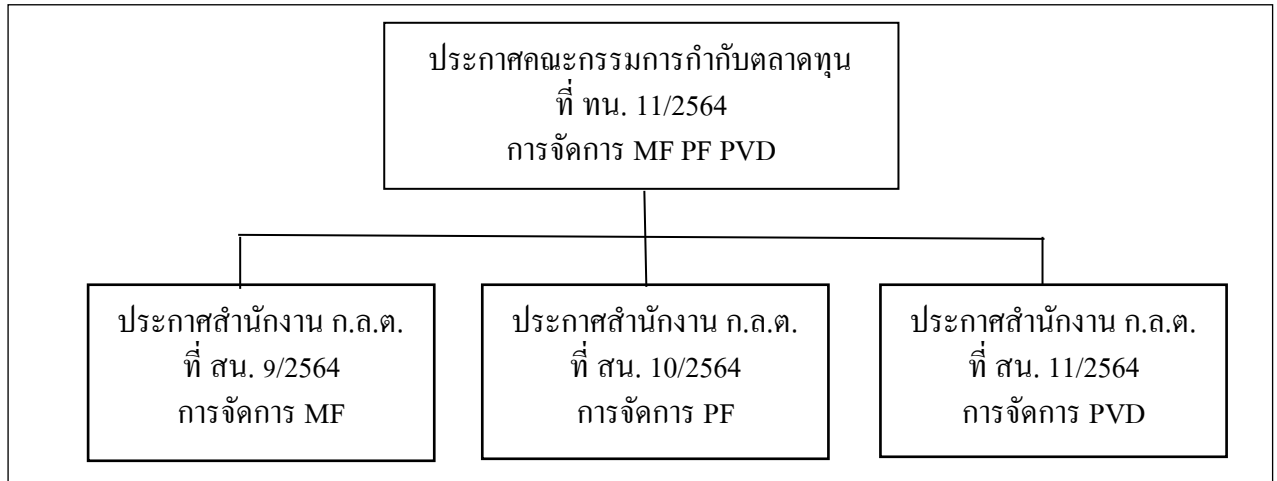 ประกาศคณะกรรมการกำกับตลาดทุน
ที่ ทน. 11/2564
การจัดการ MF PF PVD
ประกาศสำนักงาน ก.ล.ต.
ที่ สน. 9/2564
การจัดการ MF
ประกาศสำนักงาน ก.ล.ต.
ที่ สน. 10/2564
การจัดการ PF
ประกาศสำนักงาน ก.ล.ต.
ที่ สน. 11/2564
การจัดการ PVD